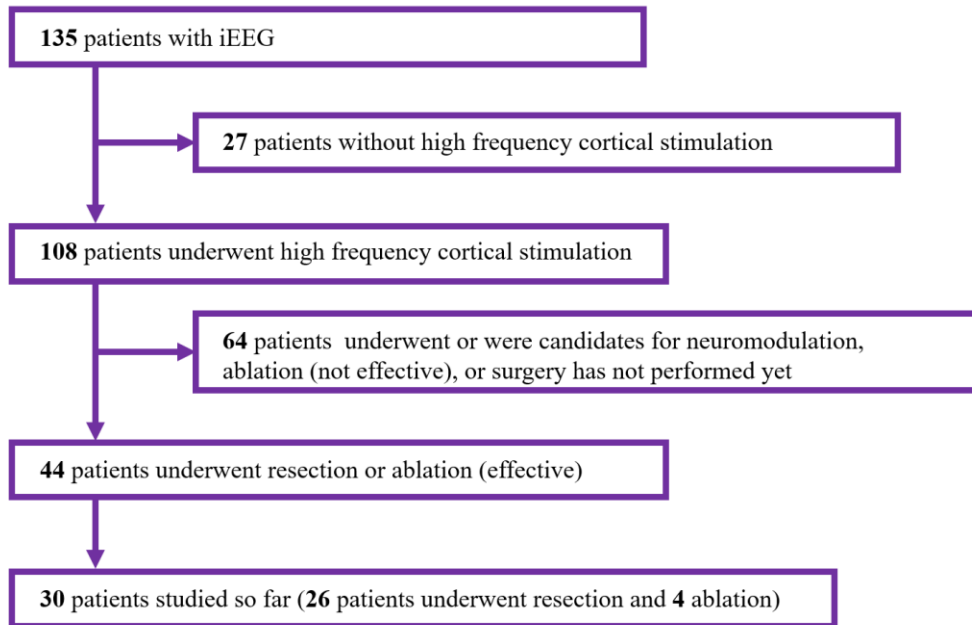 135 patients with iEEG
27 patients without high frequency cortical stimulation
108 patients underwent high frequency cortical stimulation
64 patients  underwent or were candidates for neuromodulation,
ablation (not effective), or surgery has not performed yet
44 patients underwent resection or ablation (effective)
30 patients studied so far (26 patients underwent resection and 4 ablation)